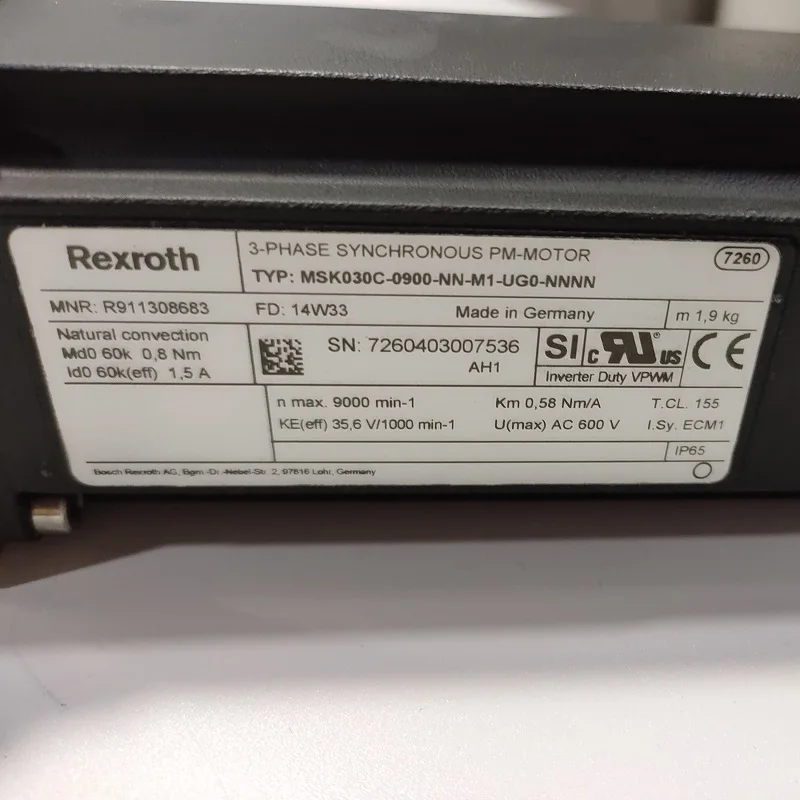 Rexroth
3-PHASE SYNCHRONOUS PM-MOTOR
7260
TYP: MSK030C-0900-NN-M1-UG0-NNNN
MNR: R911308683
FD: 14W33
Made in Germany
m 1,9 kg
Natural convection
Md0 60k 0,8 Nm
Id0 60k(eff) 1,5 A
SN: 7260403007536
AH1
SI
c RU us
CE
Inverter Duty VPWM
n max. 9000 min-1
Km 0,58 Nm/A
T.CL. 155
KE(eff) 35,6 V/1000 min-1
U(max) AC 600 V
I.Sy. ECM1
IP65
Bosch Rexroth AG, Bgm.-Dr.-Nebel-Str. 2, 97816 Lohr, Germany